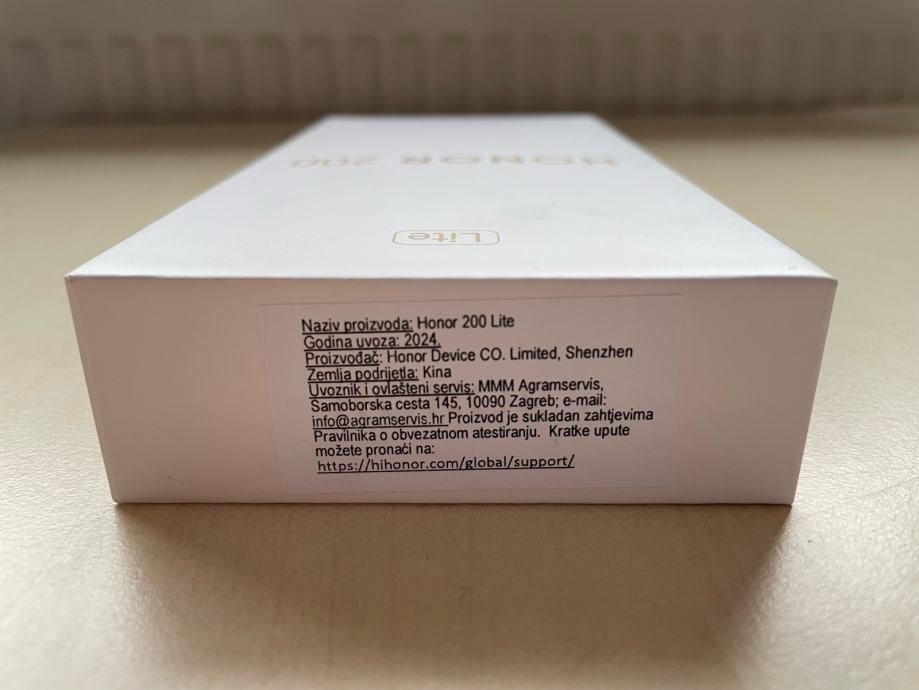 HONOR 200
Lite
Naziv proizvoda: Honor 200 Lite
Godina uvoza: 2024.
Proizvođač: Honor Device CO. Limited, Shenzhen
Zemlja podrijetla: Kina
Uvoznik i ovlašteni servis: MMM Agramservis,
Samoborska cesta 145, 10090 Zagreb; e-mail:
info@agramservis.hr Proizvod je sukladan zahtjevima
Pravilnika o obvezatnom atestiranju.  Kratke upute
možete pronaći na:
https://hihonor.com/global/support/